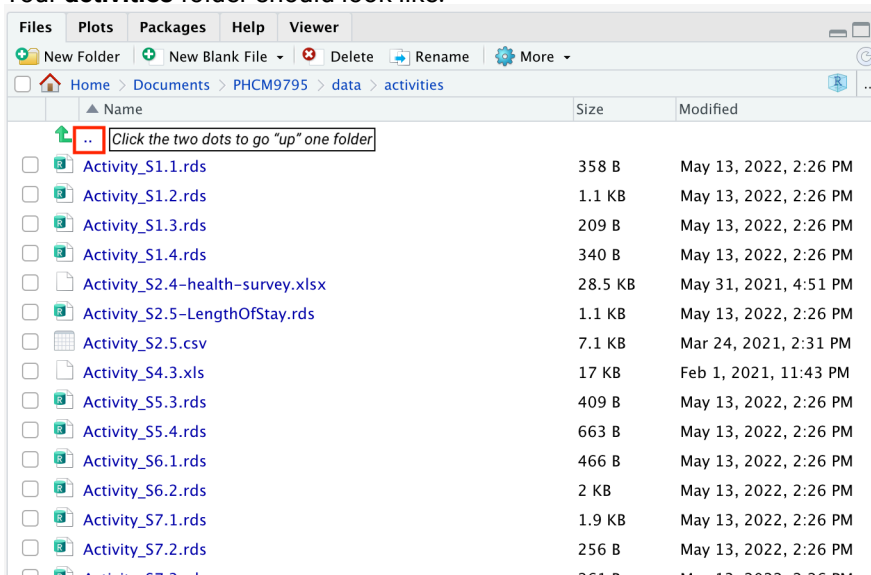 Files Plots Packages Help Viewer
New Folder New Blank File Delete Rename More
Home > Documents > PHCM9795 > data > activities
Name Size Modified
.. Click the two dots to go "up" one folder
Activity_S1.1.rds 358 B May 13, 2022, 2:26 PM
Activity_S1.2.rds 1.1 KB May 13, 2022, 2:26 PM
Activity_S1.3.rds 209 B May 13, 2022, 2:26 PM
Activity_S1.4.rds 340 B May 13, 2022, 2:26 PM
Activity_S2.4-health-survey.xlsx 28.5 KB May 31, 2021, 4:51 PM
Activity_S2.5-LengthOfStay.rds 1.1 KB May 13, 2022, 2:26 PM
Activity_S2.5.csv 7.1 KB Mar 24, 2021, 2:31 PM
Activity_S4.3.xls 17 KB Feb 1, 2021, 11:43 PM
Activity_S5.3.rds 409 B May 13, 2022, 2:26 PM
Activity_S5.4.rds 663 B May 13, 2022, 2:26 PM
Activity_S6.1.rds 466 B May 13, 2022, 2:26 PM
Activity_S6.2.rds 2 KB May 13, 2022, 2:26 PM
Activity_S7.1.rds 1.9 KB May 13, 2022, 2:26 PM
Activity_S7.2.rds 256 B May 13, 2022, 2:26 PM